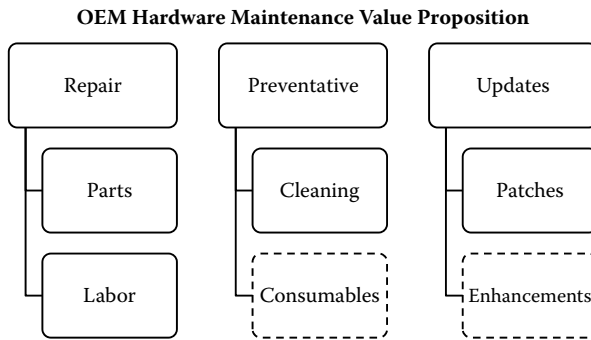 OEM Hardware Maintenance Value Proposition
Repair
Preventative
Updates
Parts
Cleaning
Patches
Labor
Consumables
Enhancements